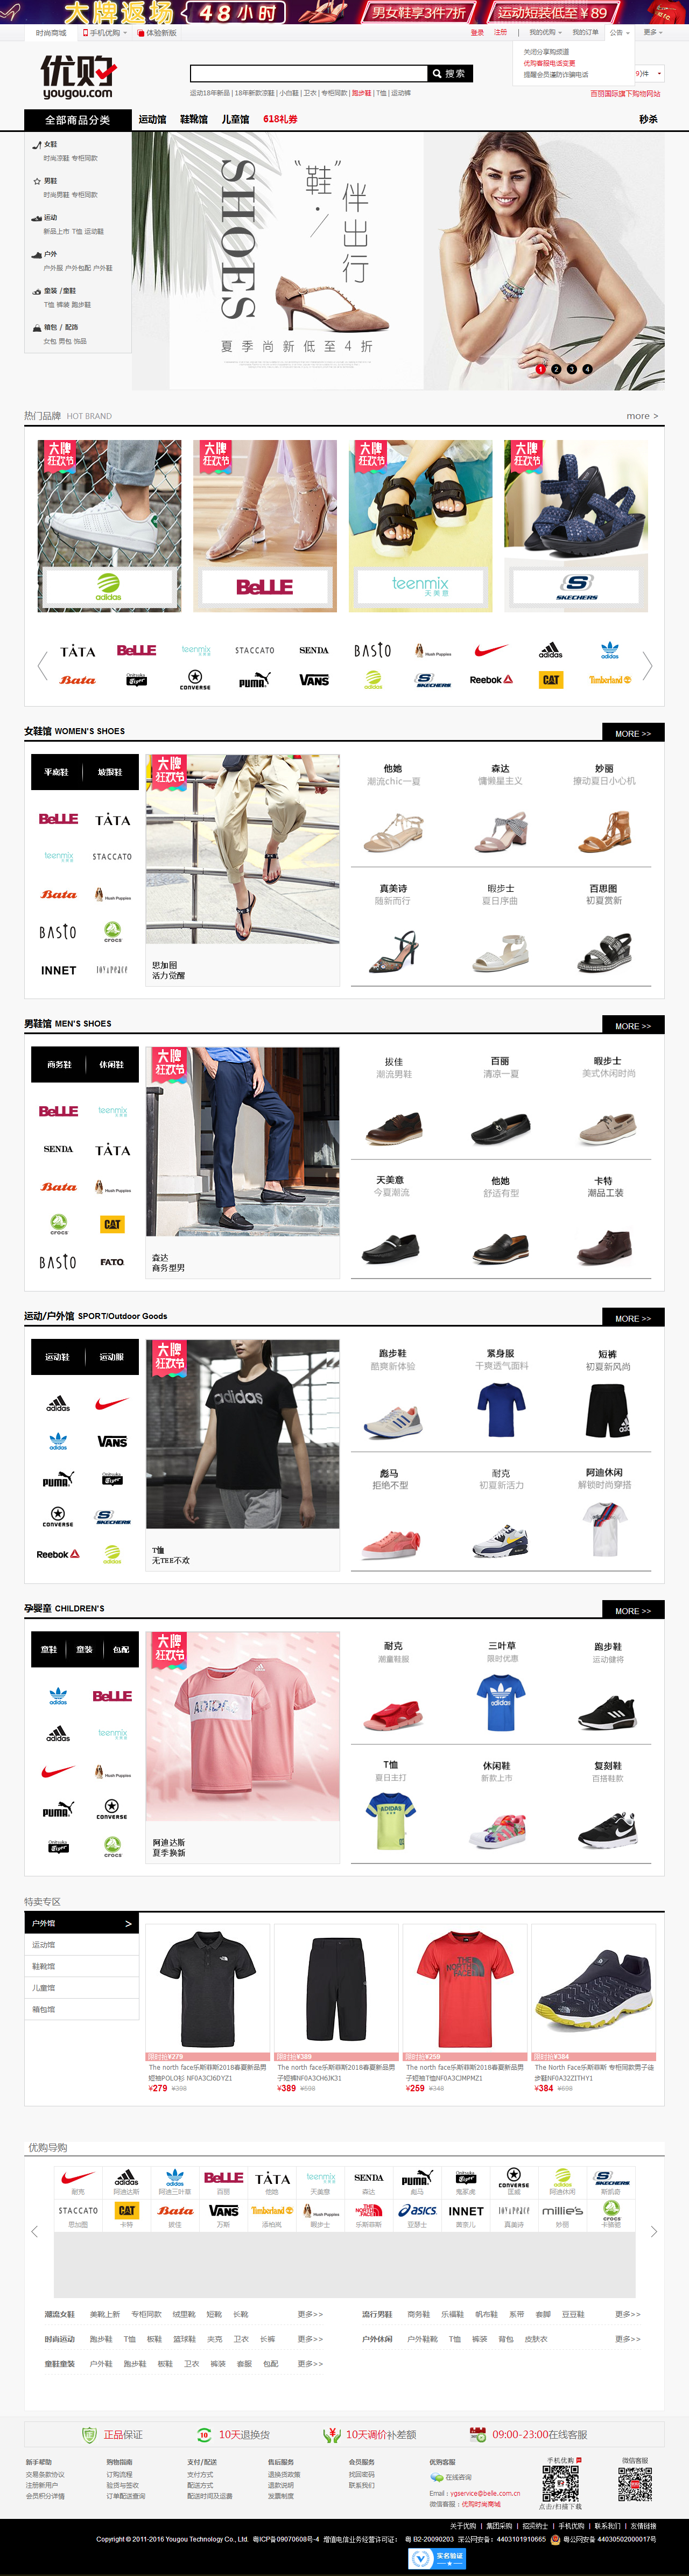 大牌返场 48小时 男女鞋享3件7折 运动短装低至￥89
时尚商城 手机优购 体验新版 登录 注册 | 我的优购 我的订单 公告 更多
关闭分享购频道
优购客服电话变更
提醒会员谨防诈骗电话
优购
yougou.com
搜索
9)件
运动18年新品 | 18年新款凉鞋 | 小白鞋 | 卫衣 | 专柜同款 | 跑步鞋 | T恤 | 运动裤
百丽国际旗下购物网站
全部商品分类 运动馆 鞋靴馆 儿童馆 618礼券 秒杀
女鞋
时尚凉鞋 专柜同款
男鞋
时尚男鞋 专柜同款
运动
新品上市 T恤 运动鞋
户外
户外服 户外包配 户外鞋
童装 /童鞋
T恤 裤装 跑步鞋
箱包 / 配饰
女包 男包 饰品
SHOES
“鞋”伴出行
夏季尚新低至4折
1 2 3 4
热门品牌 HOT BRAND more >
大牌狂欢节 大牌狂欢节 大牌狂欢节 大牌狂欢节
adidas BeLLE teenmix 天美意 SKECHERS
TATA BeLLE teenmix STACCATO SENDA BASTO Hush Puppies adidas adidas
Bata Onitsuka Tiger CONVERSE PUMA VANS adidas SKECHERS Reebok CAT Timberland
女鞋馆 WOMEN'S SHOES MORE >>
平底鞋 坡跟鞋
大牌狂欢节
BeLLE TATA
teenmix STACCATO
Bata Hush Puppies
BASTO crocs
INNET
思加图
活力觉醒
他她 森达 妙丽
潮流chic一夏 慵懒星主义 撩动夏日小心机
真美诗 暇步士 百思图
随新而行 夏日序曲 初夏赏新
男鞋馆 MEN'S SHOES MORE >>
商务鞋 休闲鞋
大牌狂欢节
BeLLE teenmix
SENDA TATA
Bata Hush Puppies
crocs CAT
BASTO FATO
森达
商务型男
拔佳 百丽 暇步士
潮流男鞋 清凉一夏 美式休闲时尚
天美意 他她 卡特
今夏潮流 舒适有型 潮品工装
运动/户外馆 SPORT/Outdoor Goods MORE >>
运动鞋 运动服
大牌狂欢节
adidas
adidas VANS
PUMA Onitsuka Tiger
CONVERSE SKECHERS
Reebok adidas
adidas
T恤
无TEE不欢
跑步鞋 紧身服 短裤
酷爽新体验 干爽透气面料 初夏新风尚
彪马 耐克 阿迪休闲
拒绝不型 初夏新活力 解锁时尚穿搭
孕婴童 CHILDREN'S MORE >>
童鞋 童装 包配
大牌狂欢节
adidas BeLLE
adidas teenmix
Hush Puppies
PUMA CONVERSE
Onitsuka Tiger crocs
ADIDAS
阿迪达斯
夏季换新
耐克 三叶草 跑步鞋
潮童鞋服 限时优惠 运动健将
T恤 休闲鞋 复刻鞋
夏日主打 新款上市 百搭鞋款
特卖专区
户外馆 >
运动馆
鞋靴馆
儿童馆
箱包馆
限时抢¥279 限时抢¥389 限时抢¥259 限时抢¥384
The north face乐斯菲斯2018春夏新品男短袖POLO衫 NF0A3CJ6DYZ1
¥279 ¥398
The north face乐斯菲斯2018春夏新品男子短裤NF0A3CH6JK31
¥389 ¥598
The north face乐斯菲斯2018春夏新品男子短袖T恤NF0A3CJMPMZ1
¥259 ¥348
The North Face乐斯菲斯 专柜同款男子徒步鞋NF0A32ZITHY1
¥384 ¥698
优购导购
耐克 阿迪达斯 阿迪三叶草 百丽 他她 天美意 森达 彪马 鬼冢虎 匡威 阿迪休闲 斯凯奇
思加图 卡特 拔佳 万斯 添柏岚 暇步士 乐斯菲斯 亚瑟士 茵奈儿 真美诗 妙丽 卡骆驰
潮流女鞋 美靴上新 专柜同款 绒里靴 短靴 长靴 更多>> 流行男鞋 商务鞋 乐福鞋 帆布鞋 系带 套脚 豆豆鞋 更多>>
时尚运动 跑步鞋 T恤 板鞋 篮球鞋 夹克 卫衣 长裤 更多>> 户外休闲 户外鞋靴 T恤 裤装 背包 皮肤衣 更多>>
童鞋童装 户外鞋 跑步鞋 板鞋 卫衣 裤装 套服 包配 更多>>
正品保证 10天退换货 10天调价补差额 09:00-23:00在线客服
新手帮助 购物指南 支付/配送 售后服务 会员服务 优购客服 手机优购 微信客服
交易条款协议 订购流程 支付方式 退换货政策 找回密码 在线咨询
注册新用户 验货与签收 配送方式 退款说明 联系我们
会员积分详情 订单配送查询 配送时间及运费 发票制度
Email：ygservice@belle.com.cn
微信客服：优购时尚商城
点击/扫描下载
关于优购 | 集团采购 | 招贤纳士 | 手机优购 | 联系我们 | 友情链接
Copyright © 2011-2016 Yougou Technology Co., Ltd. 粤ICP备09070608号-4 增值电信业务经营许可证： 粤 B2-20090203 深公网安备：4403101910665 粤公网安备 44030502000017号
实名验证